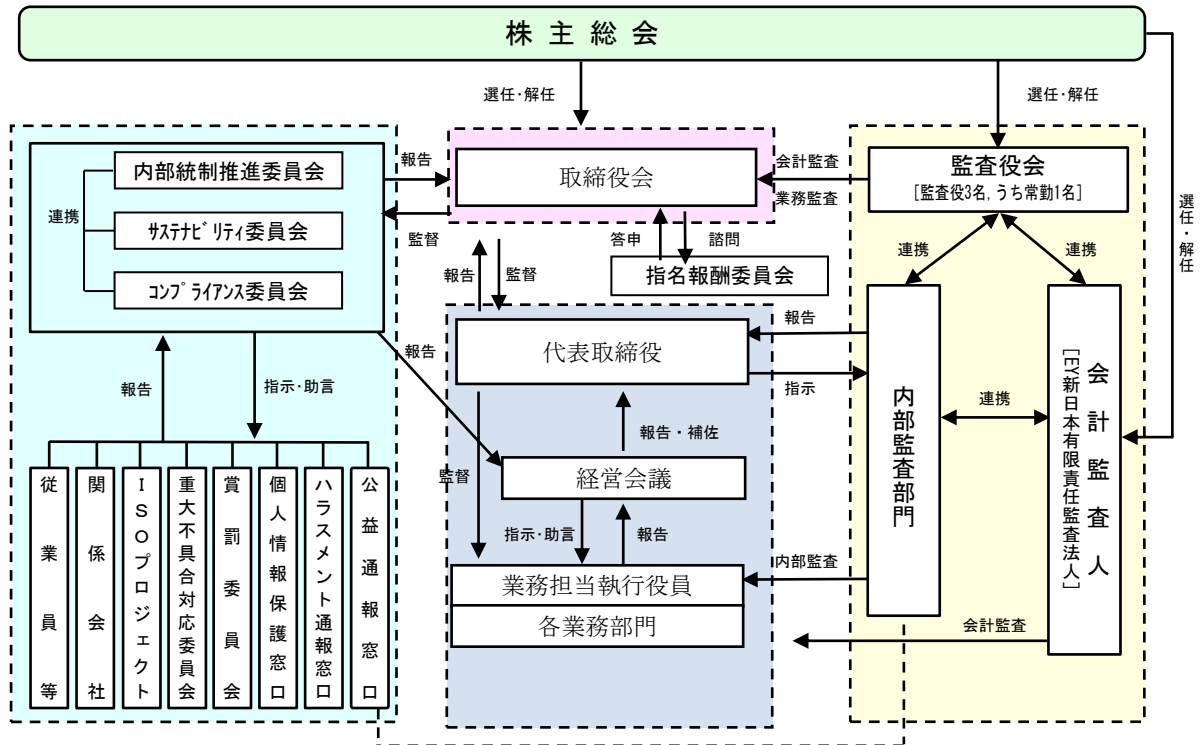 株主総会
選任・解任
選任・解任
選任・解任
内部統制推進委員会
連携
ｻｽﾃﾅﾋﾞﾘﾃｨ委員会
ｺﾝﾌﾟﾗｲｱﾝｽ委員会
報告
監督
取締役会
会計監査
業務監査
監査役会
[監査役3名，うち常勤1名]
答申
諮問
指名報酬委員会
報告
監督
連携
連携
代表取締役
報告
指示
報告
報告・補佐
経営会議
監督
指示・助言
報告
業務担当執行役員
各業務部門
内部監査
会計監査
内部監査部門
連携
会計監査人
[EY新日本有限責任監査法人]
報告
指示・助言
従業員等
関係会社
ISOプロジェクト
重大不具合対応委員会
賞罰委員会
個人情報保護窓口
ハラスメント通報窓口
公益通報窓口